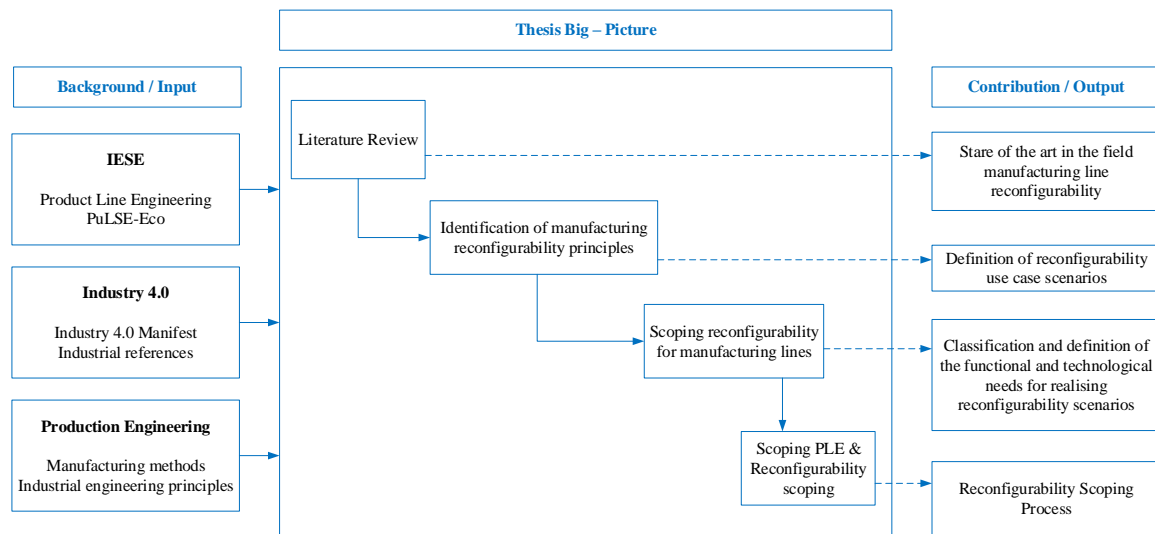 Thesis Big – Picture
Background / Input
IESE
Product Line Engineering
PuLSE-Eco
Industry 4.0
Industry 4.0 Manifest
Industrial references
Production Engineering
Manufacturing methods
Industrial engineering principles
Literature Review
Identification of manufacturing
reconfigurability principles
Scoping reconfigurability
for manufacturing lines
Scoping PLE &
Reconfigurability
scoping
Contribution / Output
Stare of the art in the field
manufacturing line
reconfigurability
Definition of reconfigurability
use case scenarios
Classification and definition of
the functional and technological
needs for realising
reconfigurability scenarios
Reconfigurability Scoping
Process